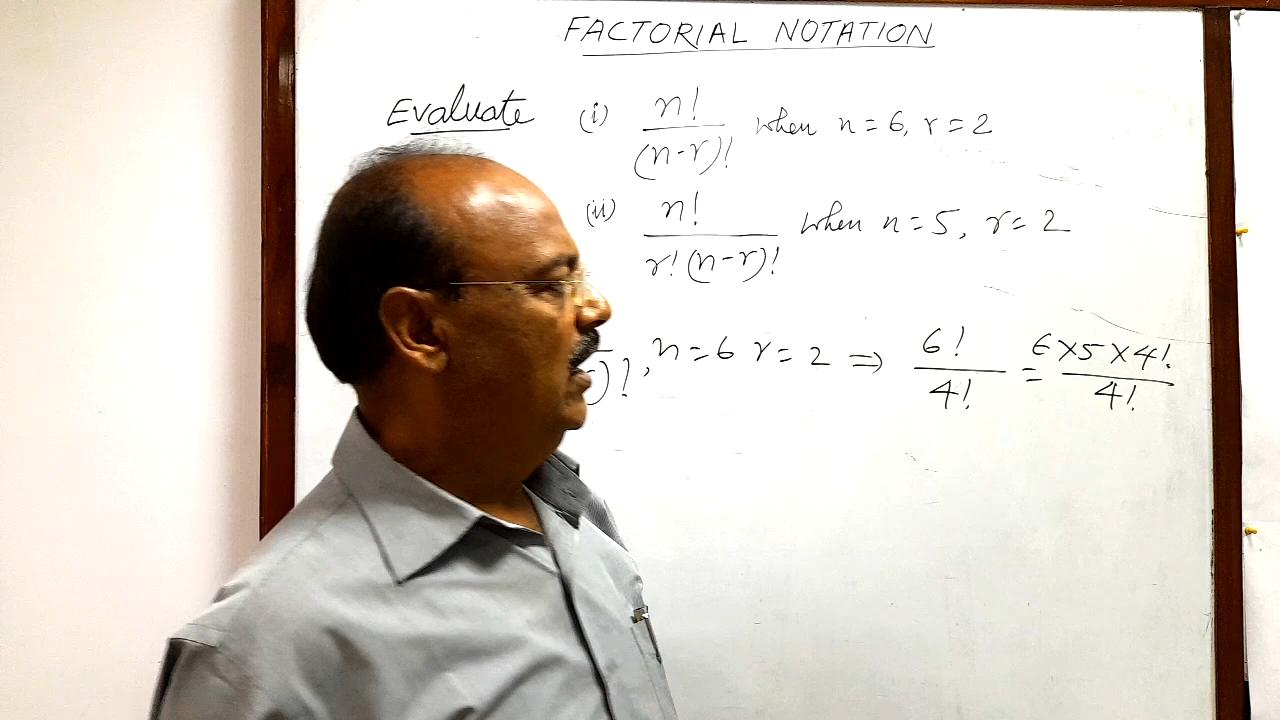 FACTORIAL NOTATION
Evaluate (i) n!/(n-r)! when n=6, r=2
(ii) n!/r!(n-r)! when n=5, r=2
)!, n=6 r=2 ⇒ 6!/4! = 6×5×4!/4!